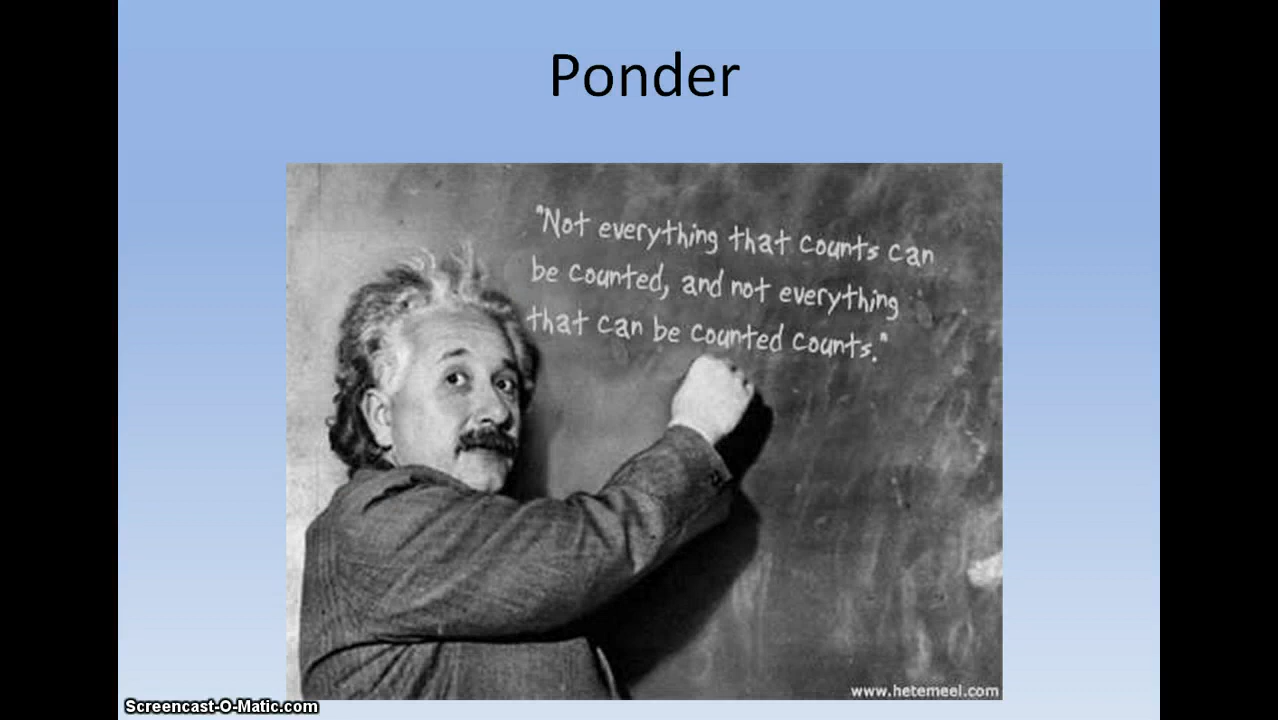 Ponder
"Not everything that counts can
be counted, and not everything
that can be counted counts."
www.hetemeel.com
Screencast-O-Matic.com